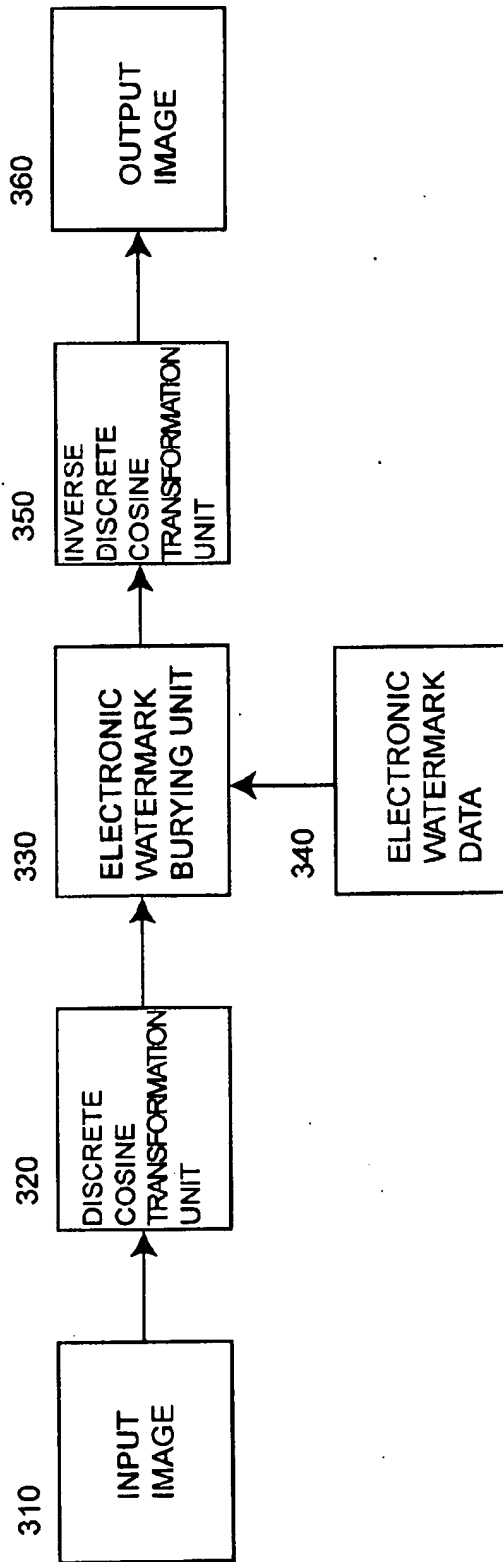 310
INPUT
IMAGE
320
DISCRETE
COSINE
TRANSFORMATION
UNIT
330
ELECTRONIC
WATERMARK
BURYING UNIT
340
ELECTRONIC
WATERMARK
DATA
350
INVERSE
DISCRETE
COSINE
TRANSFORMATION
UNIT
360
OUTPUT
IMAGE